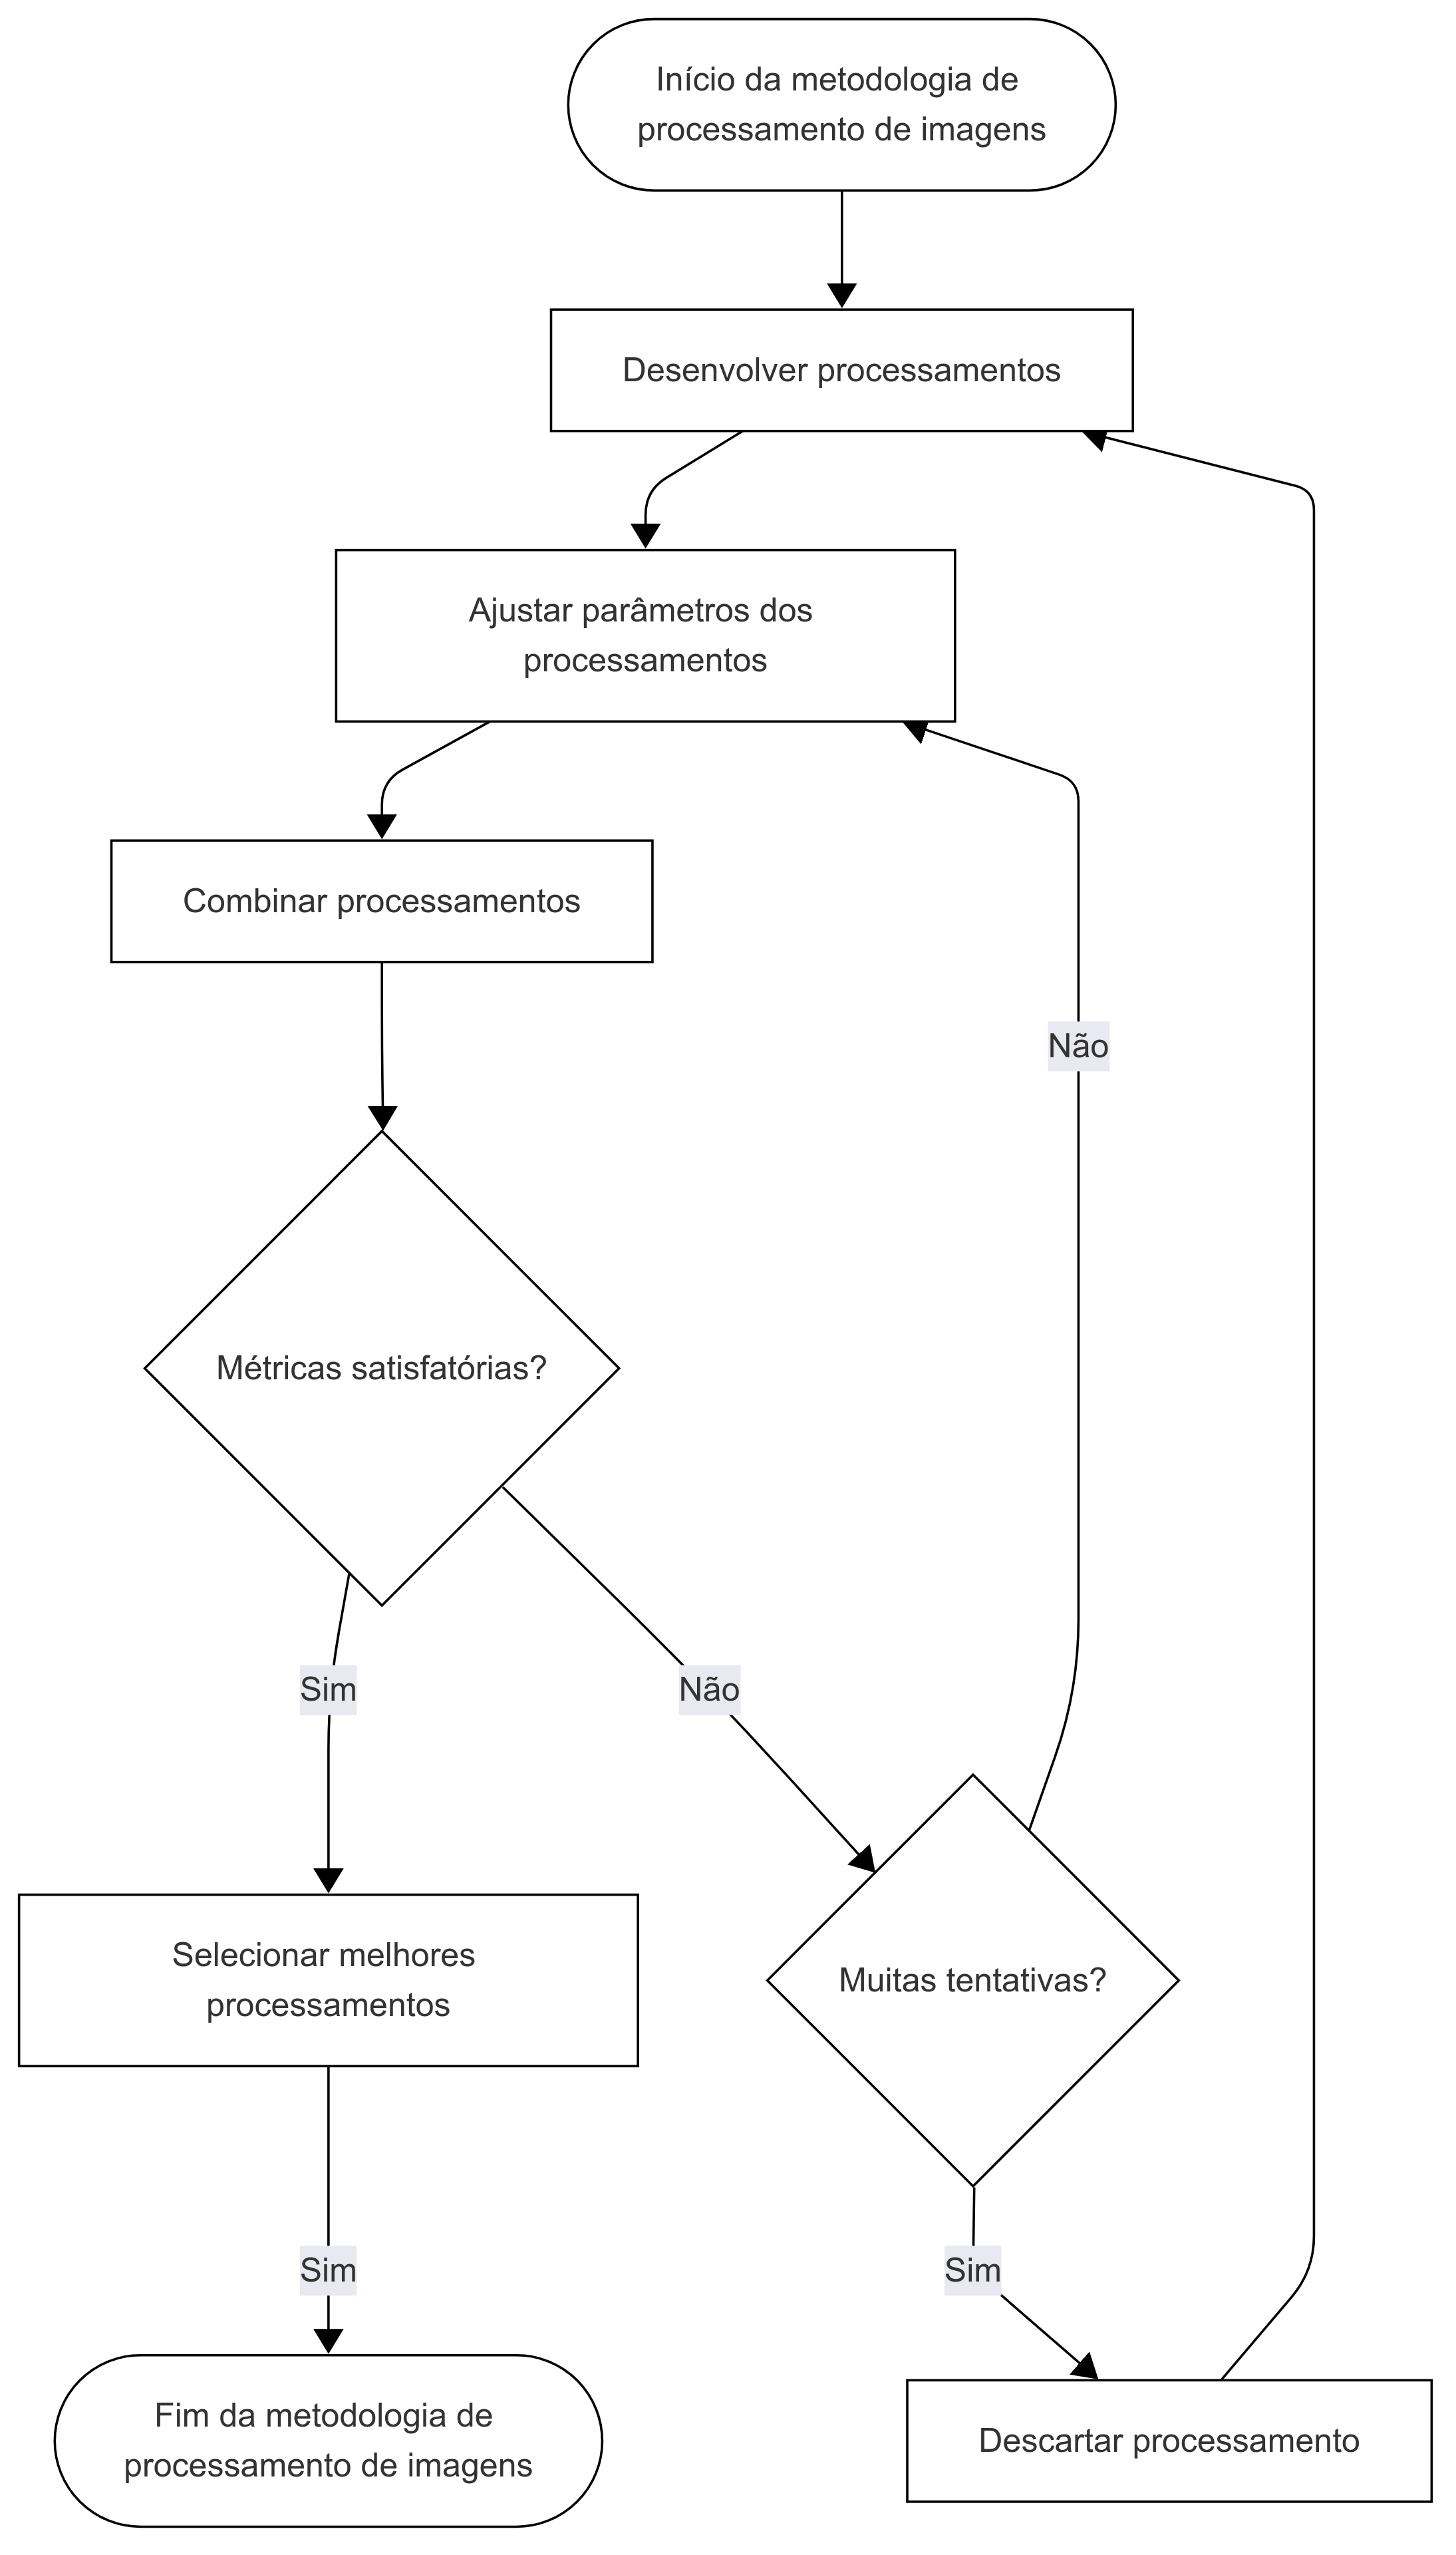 Início da metodologia de
processamento de imagens
Desenvolver processamentos
Ajustar parâmetros dos
processamentos
Combinar processamentos
Não
Métricas satisfatórias?
Sim
Não
Selecionar melhores
processamentos
Muitas tentativas?
Sim
Sim
Fim da metodologia de
processamento de imagens
Descartar processamento